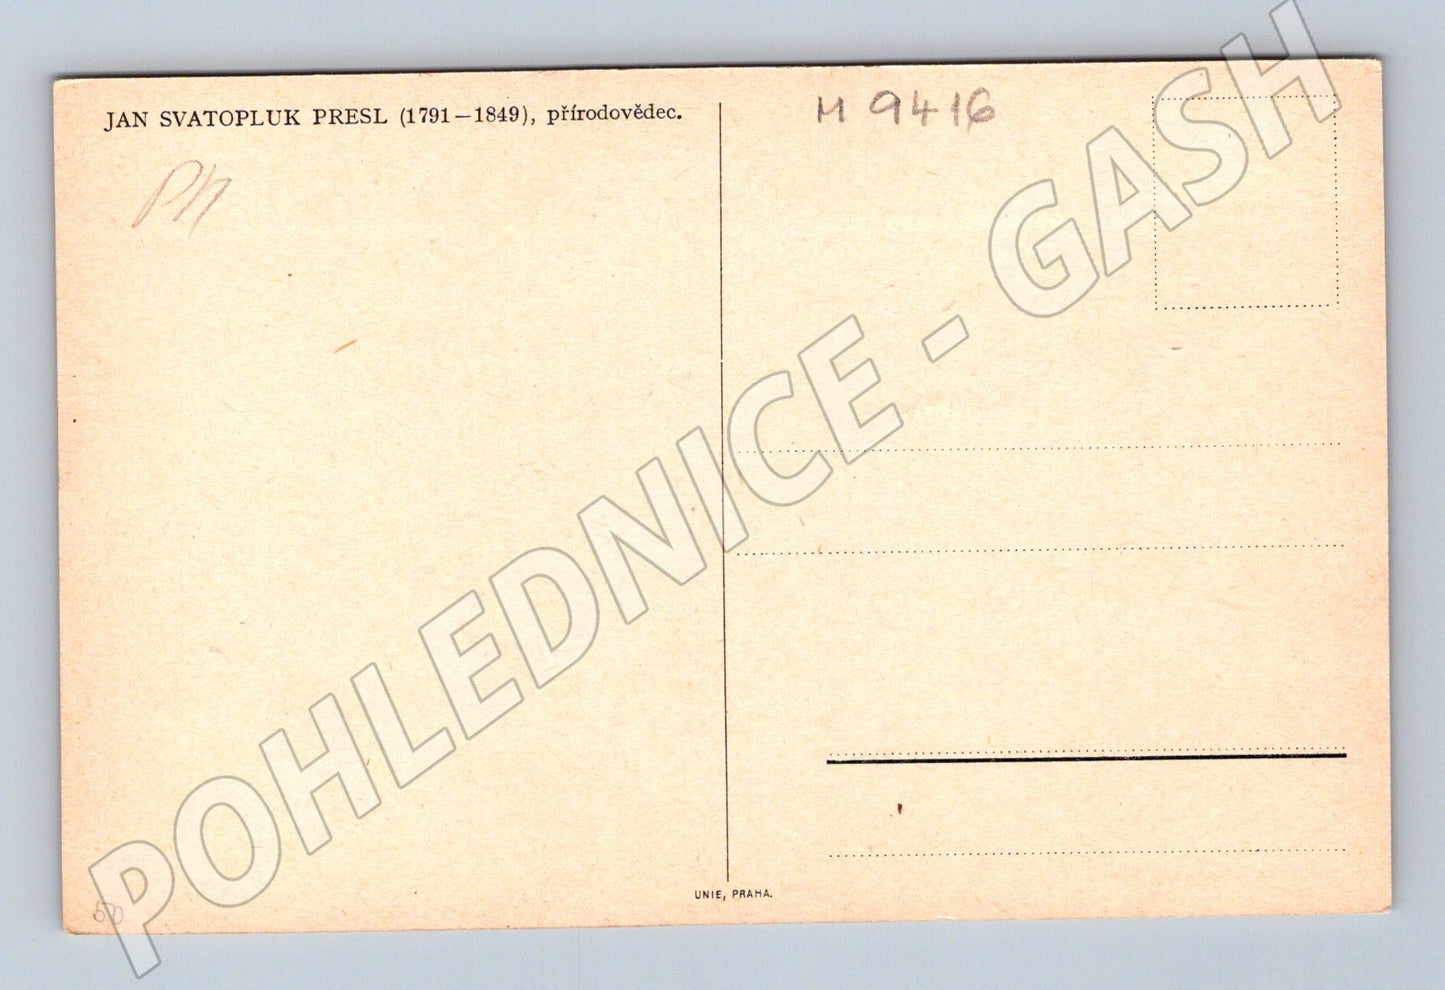 JAN SVATOPLUK PRESL (1791—1849), přírodovědec.
M 9416
POHLEDNICE - GASH
UNIE, PRAHA.